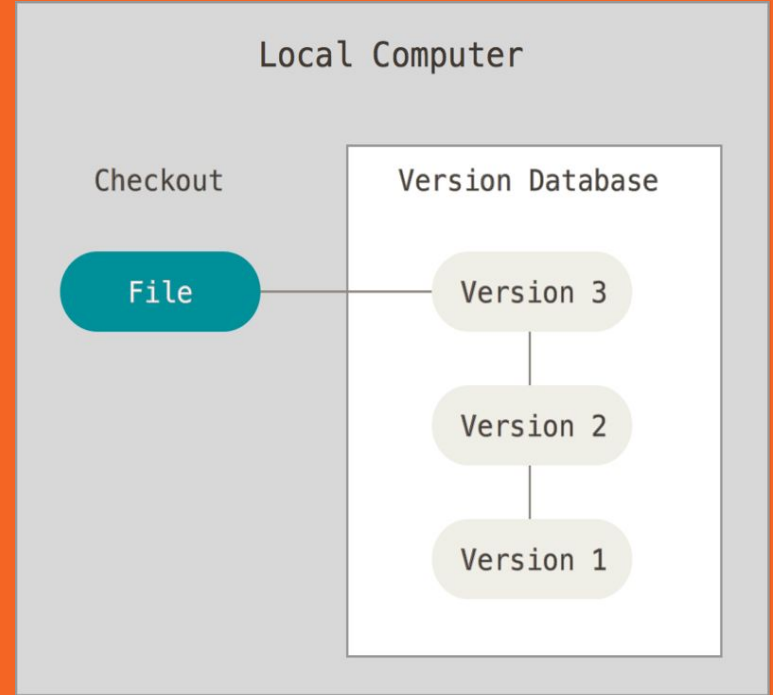 Local Computer
Checkout
Version Database
File
Version 3
Version 2
Version 1